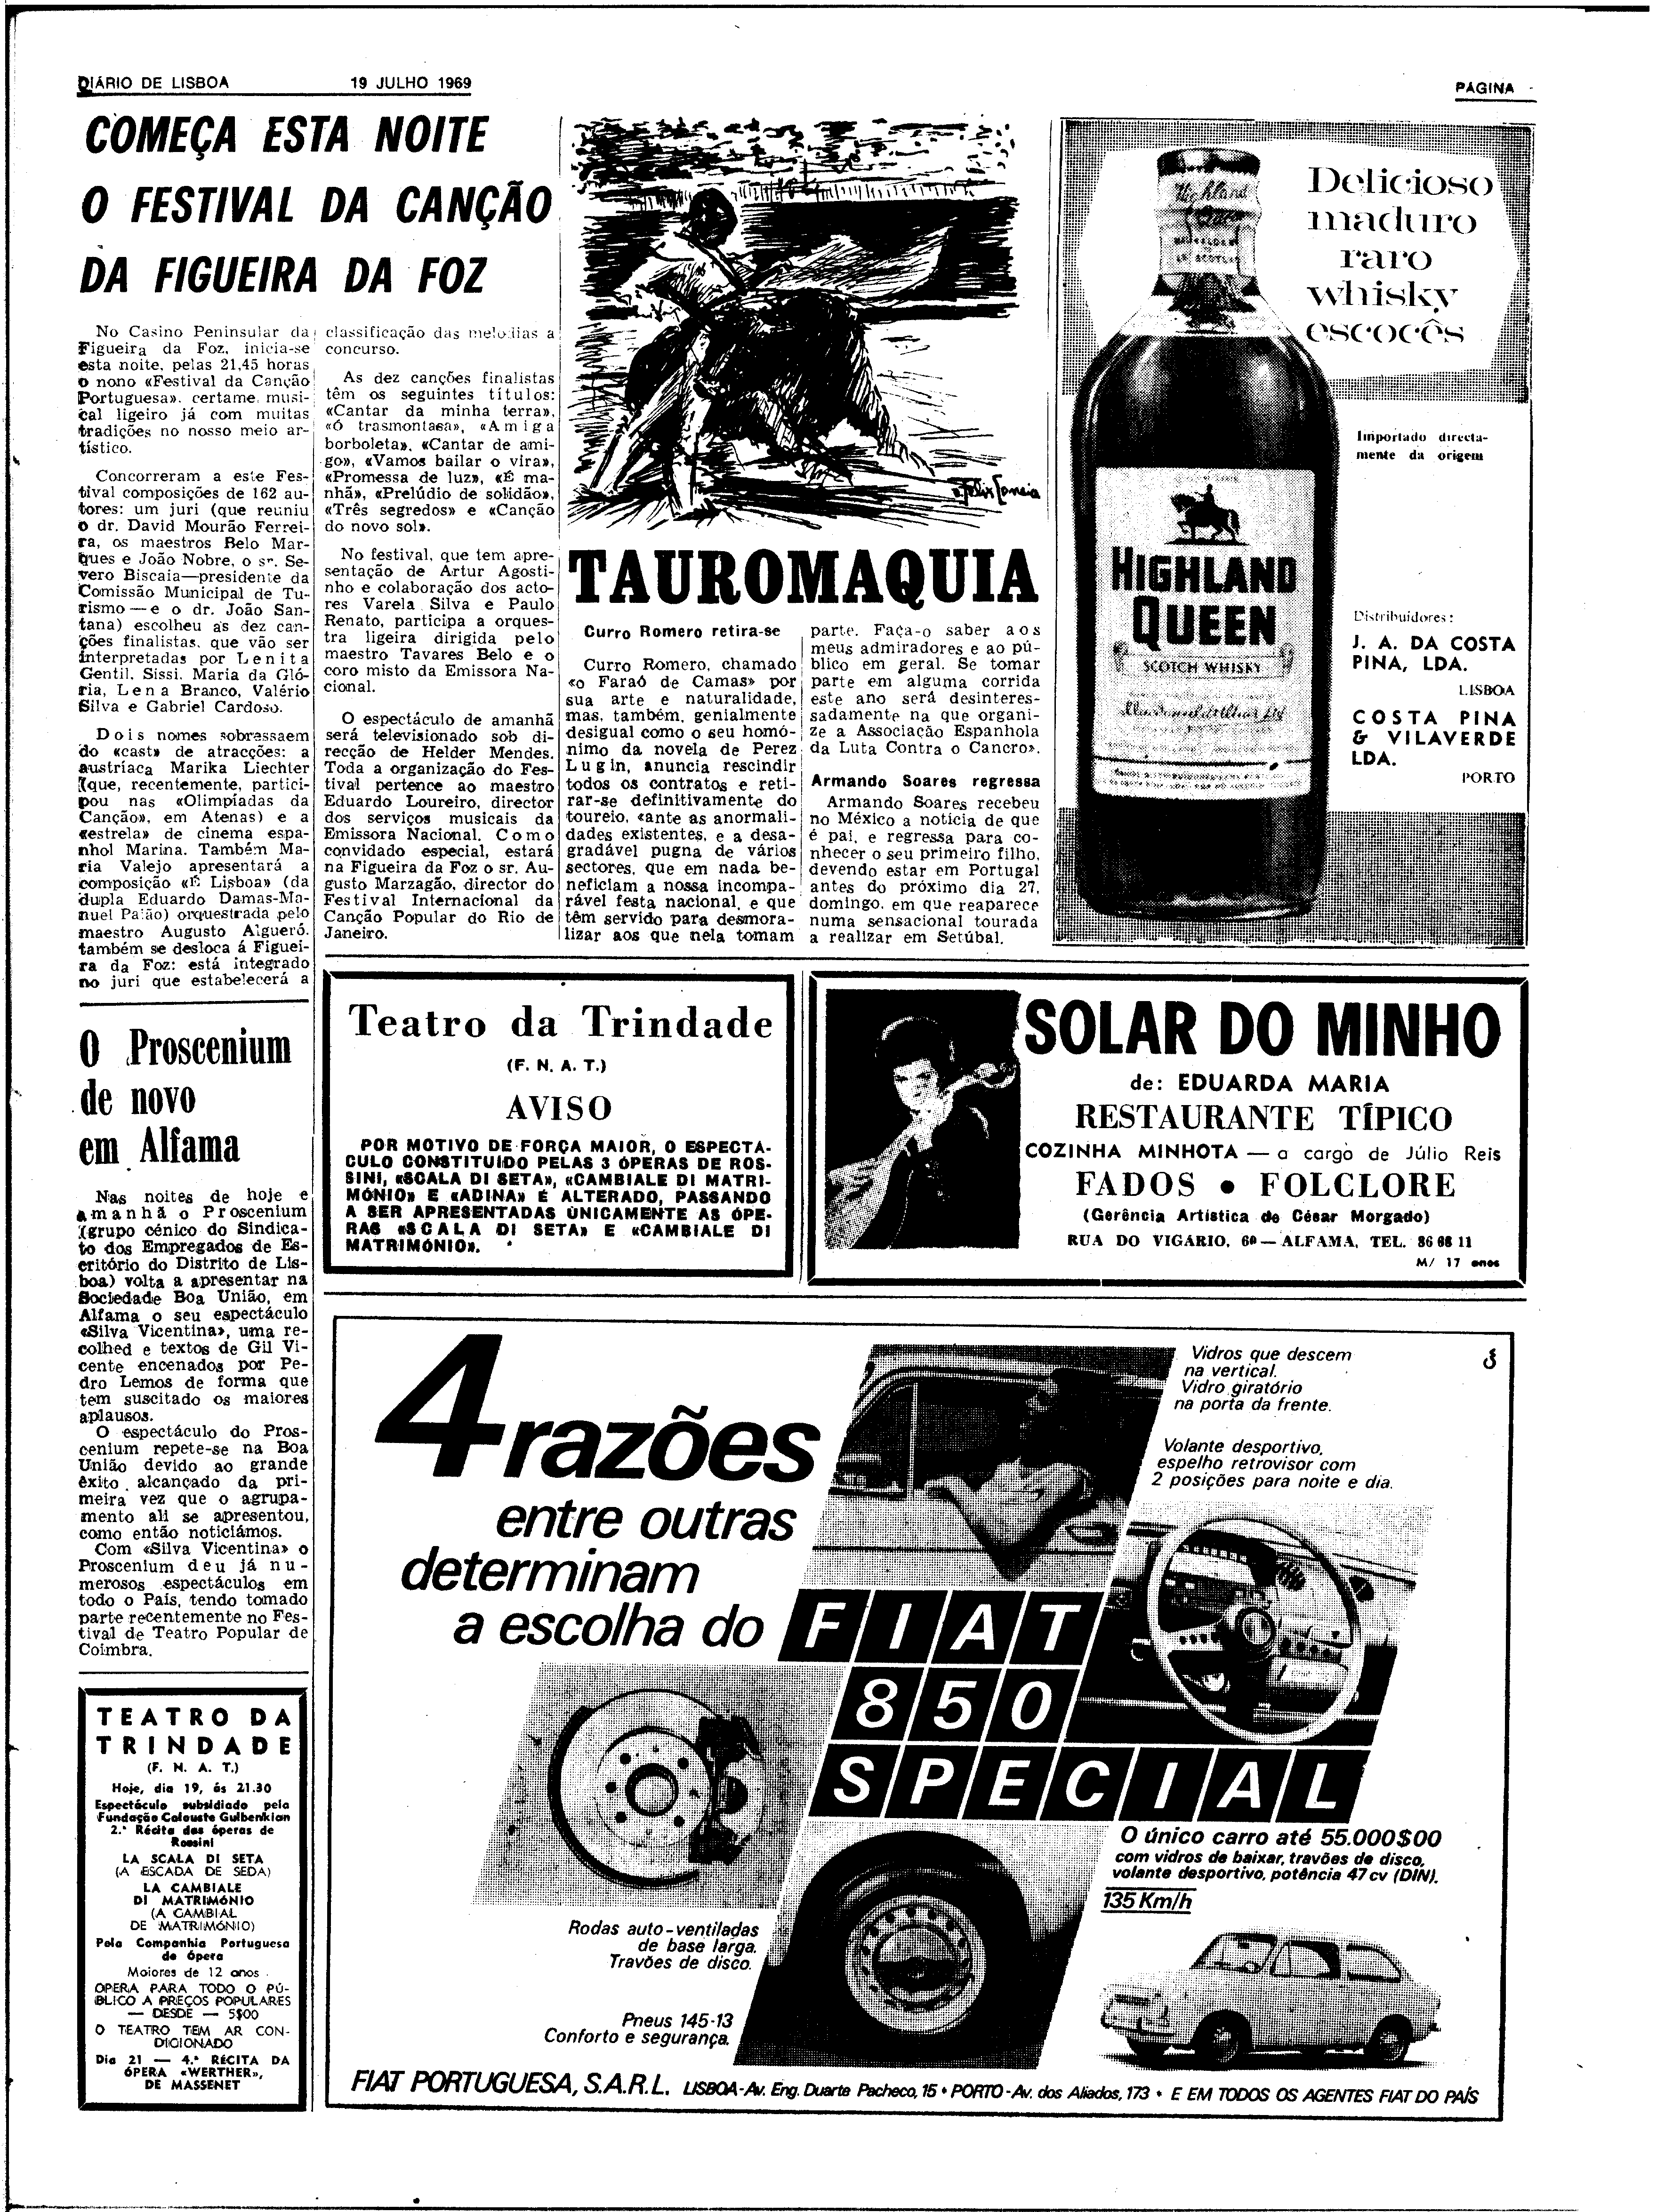 DIÁRIO DE LISBOA 19 JULHO 1969
PÁGINA
COMEÇA ESTA NOITE
O FESTIVAL DA CANÇÃO
DA FIGUEIRA DA FOZ
No Casino Peninsular da
Figueira da Foz, inicia-se
esta noite, pelas 21,45 horas
o nono «Festival da Canção
Portuguesa». certame, musi-
cal ligeiro já com muitas
tradições no nosso meio ar-
tístico.
Concorreram a este Fes-
tival composições de 162 au-
tores: um juri (que reuniu
o dr. David Mourão Ferrei-
ra, os maestros Belo Mar-
ques e João Nobre, o sr. Se-
vero Biscaia—presidente da
Comissão Municipal de Tu-
rismo — e o dr. João San-
tana) escolheu as dez can-
ções finalistas, que vão ser
interpretadas por Lenita
Gentil, Sissi, Maria da Gló-
ria, Lena Branco, Valério
Silva e Gabriel Cardoso.
Dois nomes sobressaem
do «cast» de atracções: a
austríaca Marika Liechter
(que, recentemente, partici-
pou nas «Olimpíadas da
Canção», em Atenas) e a
«estrela» de cinema espa-
nhol Marina. Também Ma-
ria Valejo apresentará a
composição «É Lisboa» (da
dupla Eduardo Damas-Ma-
nuel Paião) orquestrada pelo
maestro Augusto Algueró,
também se desloca á Figuei-
ra da Foz: está integrado
no juri que estabelecerá a
classificação das melodias a
concurso.
As dez canções finalistas
têm os seguintes títulos:
«Cantar da minha terra»,
«Ó trasmontana», «Amiga
borboleta», «Cantar de ami-
go», «Vamos bailar o vira»,
«Promessa de luz», «É ma-
nhã», «Prelúdio de solidão»,
«Três segredos» e «Canção
do novo sol».
No festival, que tem apre-
sentação de Artur Agosti-
nho e colaboração dos acto-
res Varela Silva e Paulo
Renato, participa a orques-
tra ligeira dirigida pelo
maestro Tavares Belo e o
coro misto da Emissora Na-
cional.
O espectáculo de amanhã
será televisionado sob di-
recção de Helder Mendes.
Toda a organização do Fes-
tival pertence ao maestro
Eduardo Loureiro, director
dos serviços musicais da
Emissora Nacional. Como
convidado especial, estará
na Figueira da Foz o sr. Au-
gusto Marzagão, director do
Festival Internacional da
Canção Popular do Rio de
Janeiro.
TAUROMAQUIA
Curro Romero retira-se
Curro Romero, chamado
«o Faraó de Camas» por
sua arte e naturalidade,
mas, também, genialmente
desigual como o seu homó-
nimo da novela de Perez
Lugin, anuncia rescindir
todos os contratos e reti-
rar-se definitivamente do
toureio, «ante as anormali-
dades existentes, e a desa-
gradável pugna de vários
sectores, que em nada be-
neficiam a nossa incompa-
rável festa nacional, e que
têm servido para desmora-
lizar aos que nela tomam
parte. Faça-o saber aos
meus admiradores e ao pú-
blico em geral. Se tomar
parte em alguma corrida
este ano será desinteres-
sadamente na que organi-
ze a Associação Espanhola
da Luta Contra o Cancro».
Armando Soares regressa
Armando Soares recebeu
no México a notícia de que
é pai, e regressa para co-
nhecer o seu primeiro filho,
devendo estar em Portugal
antes do próximo dia 27,
domingo, em que reaparece
numa sensacional tourada
a realizar em Setúbal.
Delicioso
maduro
raro
whisky
escocês
Importado directa-
mente da origem
HIGHLAND
QUEEN
SCOTCH WHISKY
Distribuidores:
J. A. DA COSTA
PINA, LDA.
LISBOA
COSTA PINA
& VILAVERDE
LDA.
PORTO
O Proscenium
de novo
em Alfama
Nas noites de hoje e
amanhã o Proscenium
(grupo cénico do Sindica-
to dos Empregados de Es-
critório do Distrito de Lis-
boa) volta a apresentar na
Sociedade Boa União, em
Alfama o seu espectáculo
«Silva Vicentina», uma re-
colhed e textos de Gil Vi-
cente encenados por Pe-
dro Lemos de forma que
tem suscitado os maiores
aplausos.
O espectáculo do Pros-
cenium repete-se na Boa
União devido ao grande
êxito alcançado da pri-
meira vez que o agrupa-
mento ali se apresentou,
como então noticiámos.
Com «Silva Vicentina» o
Proscenium deu já nu-
merosos espectáculos em
todo o País, tendo tomado
parte recentemente no Fes-
tival de Teatro Popular de
Coimbra.
Teatro da Trindade
(F. N. A. T.)
AVISO
POR MOTIVO DE FORÇA MAIOR, O ESPECTÁ-
CULO CONSTITUÍDO PELAS 3 ÓPERAS DE ROS-
SINI, «SCALA DI SETA», «CAMBIALE DI MATRI-
MÓNIO» E «ADINA» É ALTERADO, PASSANDO
A SER APRESENTADAS UNICAMENTE AS ÓPE-
RAS «SCALA DI SETA» E «CAMBIALE DI
MATRIMÓNIO».
SOLAR DO MINHO
de: EDUARDA MARIA
RESTAURANTE TÍPICO
COZINHA MINHOTA — a cargo de Júlio Reis
FADOS • FOLCLORE
(Gerência Artística de César Morgado)
RUA DO VIGÁRIO, 60 — ALFAMA, TEL. 86 68 11
M/ 17 anos
TEATRO DA
TRINDADE
(F. N. A. T.)
Hoje, dia 19, ás 21.30
Espectáculo subsidiado pela
Fundação Calouste Gulbenkian
2.ª Récita das óperas de
Rossini
LA SCALA DI SETA
(A ESCADA DE SEDA)
LA CAMBIALE
DI MATRIMÓNIO
(A CAMBIAL
DE MATRIMÓNIO)
Pela Companhia Portuguesa
de ópera
Maiores de 12 anos
OPERA PARA TODO O PÚ-
BLICO A PREÇOS POPULARES
— DESDE — 5$00
O TEATRO TEM AR CON-
DICIONADO
Dia 21 — 4.ª RÉCITA DA
ÓPERA «WERTHER»,
DE MASSENET
4 razões
entre outras
determinam
a escolha do
FIAT
850
SPECIAL
Vidros que descem
na vertical.
Vidro giratório
na porta da frente.
Volante desportivo,
espelho retrovisor com
2 posições para noite e dia.
Rodas auto-ventiladas
de base larga.
Travões de disco.
Pneus 145-13
Conforto e segurança.
O único carro até 55.000$00
com vidros de baixar, travões de disco,
volante desportivo, potência 47 cv (DIN).
135 Km/h
FIAT PORTUGUESA, S.A.R.L. LISBOA - Av. Eng. Duarte Pacheco, 15 • PORTO - Av. dos Aliados, 173 • E EM TODOS OS AGENTES FIAT DO PAÍS